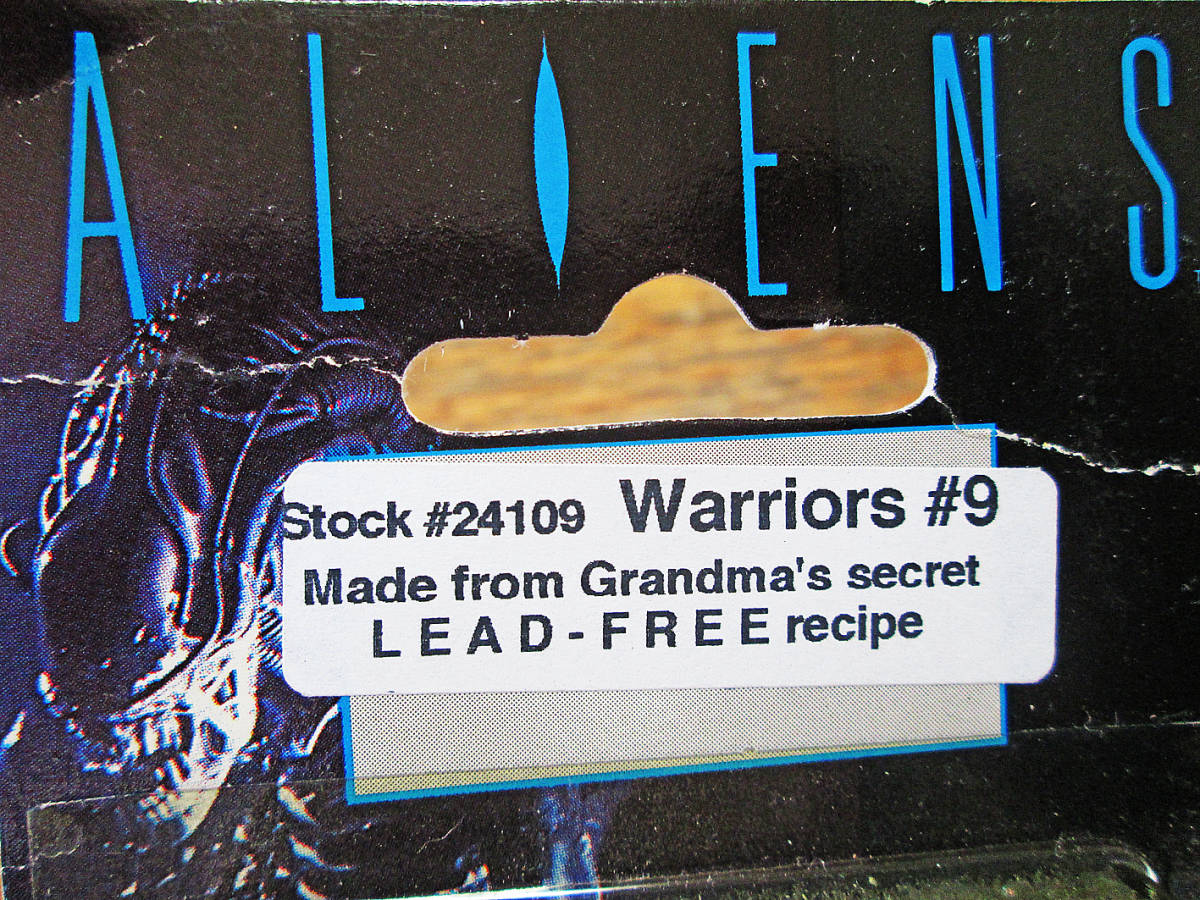 ALIENS
Stock #24109 Warriors #9
Made from Grandma's secret
LEAD-FREE recipe